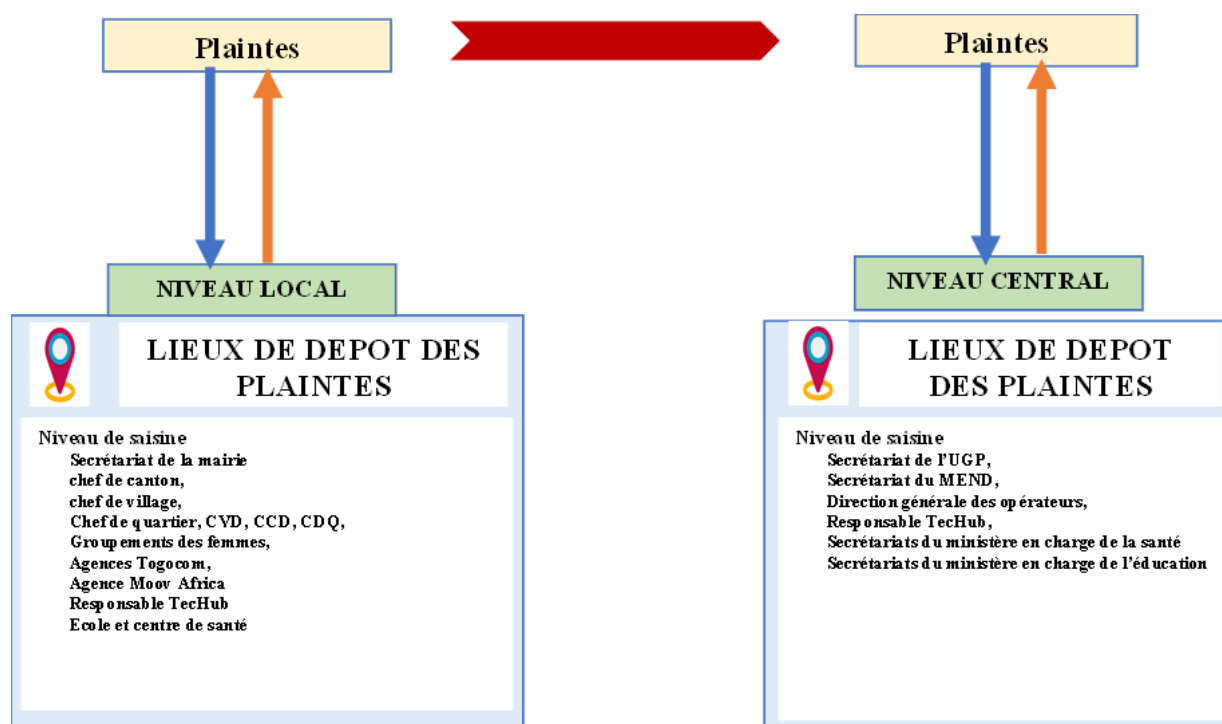 Plaintes
NIVEAU LOCAL
LIEUX DE DEPOT DES
PLAINTES
Niveau de saisine
Secrétariat de la mairie
chef de canton,
chef de village,
Chef de quartier, CVD, CCD, CDQ,
Groupements des femmes,
Agences Togocom,
Agence Moov Africa
Responsable TecHub
Ecole et centre de santé
Plaintes
NIVEAU CENTRAL
LIEUX DE DEPOT
DES PLAINTES
Niveau de saisine
Secrétariat de l'UGP,
Secrétariat du MEND,
Direction générale des opérateurs,
Responsable TecHub,
Secrétariats du ministère en charge de la santé
Secrétariats du ministère en charge de l'éducation